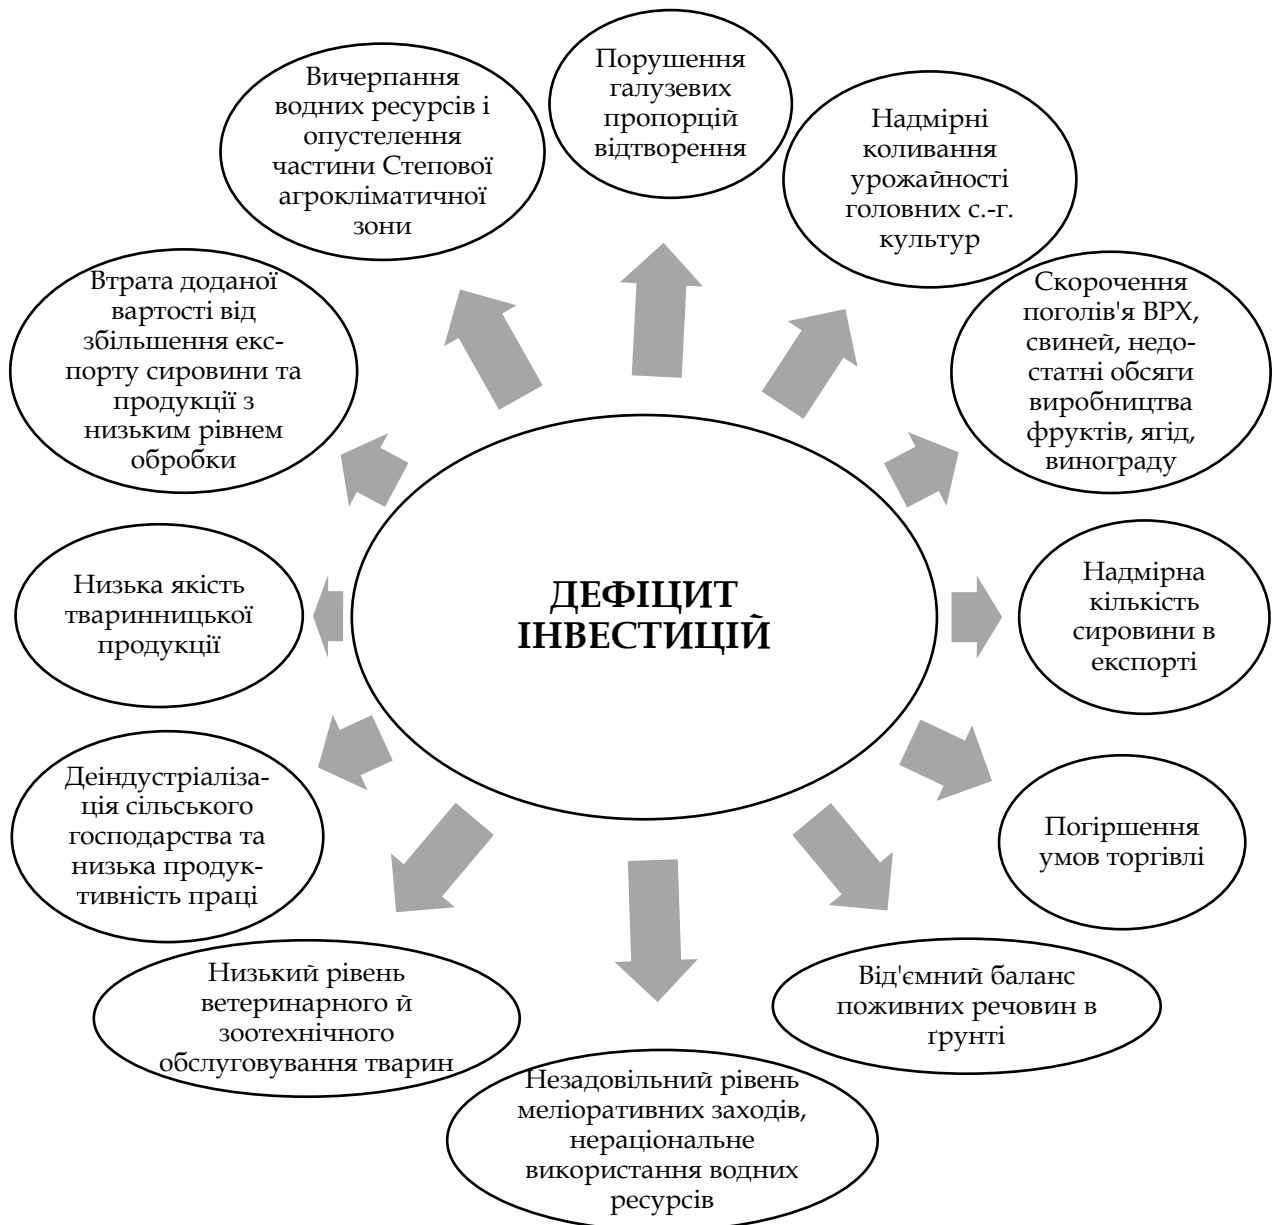 Порушення
галузевих
пропорцій
відтворення
Надмірні
коливання
урожайності
головних с.-г.
культур
Скорочення
поголів'я ВРХ,
свиней, недо-
статні обсяги
виробництва
фруктів, ягід,
винограду
Надмірна
кількість
сировини в
експорті
Погіршення
умов торгівлі
Від'ємний баланс
поживних речовин в
ґрунті
Незадовільний рівень
меліоративних заходів,
нераціональне
використання водних
ресурсів
Низький рівень
ветеринарного й
зоотехнічного
обслуговування тварин
Деіндустріаліза-
ція сільського
господарства та
низька продук-
тивність праці
Низька якість
тваринницької
продукції
Втрата доданої
вартості від
збільшення екс-
порту сировини та
продукції з
низьким рівнем
обробки
Вичерпання
водних ресурсів і
опустелення
частини Степової
агрокліматичної
зони
ДЕФІЦИТ
ІНВЕСТИЦІЙ